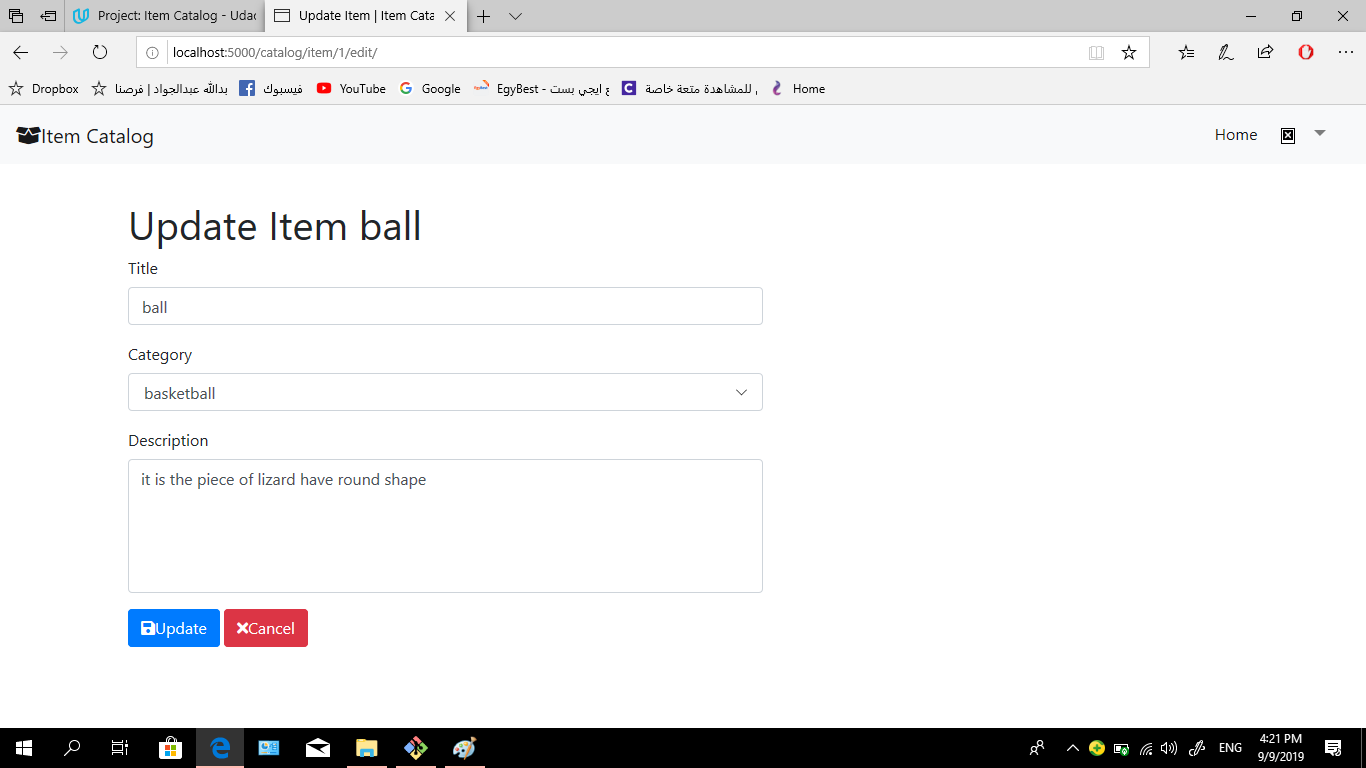 Project: Item Catalog - Udac
Update Item | Item Cata
localhost:5000/catalog/item/1/edit/
Dropbox
بدالله عبدالجواد | فرصنا
فيسبوك
YouTube
Google
EgyBest - ع ايجي بست
للمشاهدة متعة خاصة
Home
Item Catalog
Home
Update Item ball
Title
ball
Category
basketball
Description
it is the piece of lizard have round shape
Update
Cancel
ENG
4:21 PM
9/9/2019